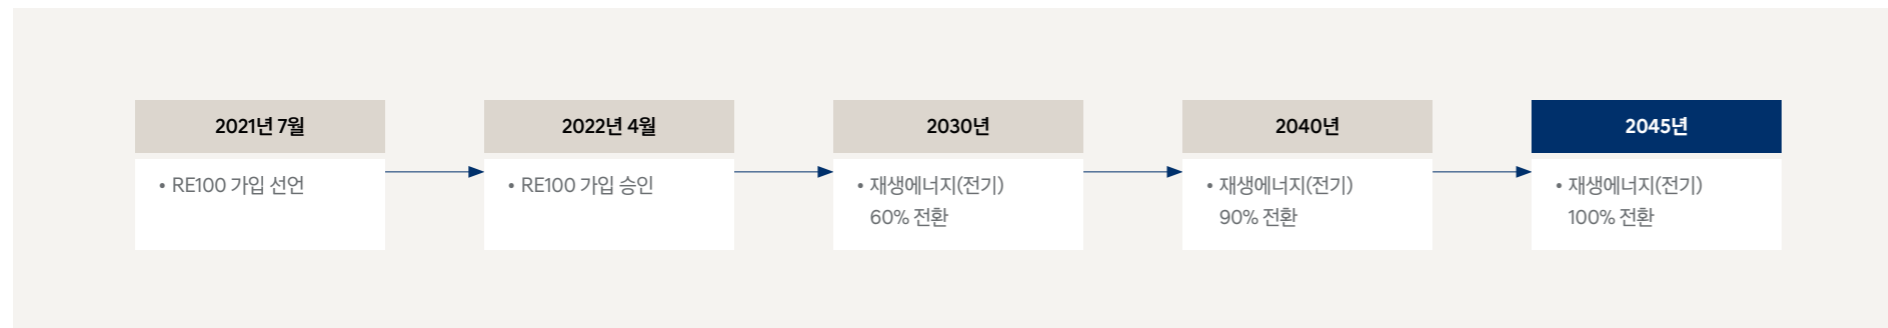 2021년 7월
• RE100 가입 선언
2022년 4월
• RE100 가입 승인
2030년
• 재생에너지(전기)
60% 전환
2040년
• 재생에너지(전기)
90% 전환
2045년
• 재생에너지(전기)
100% 전환